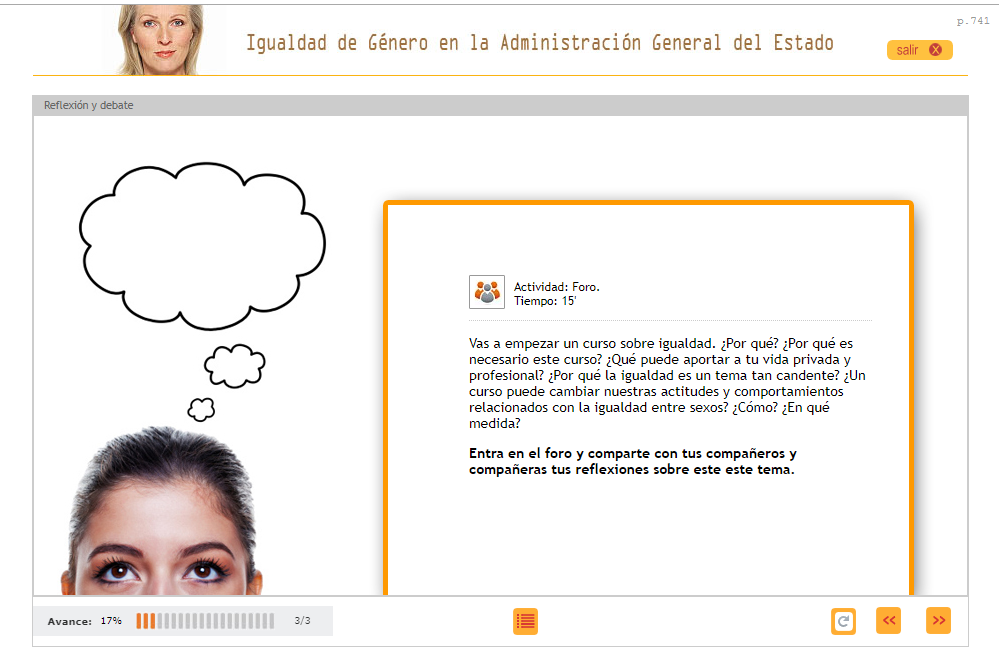 p.741
Igualdad de Género en la Administración General del Estado
salir
Reflexión y debate
Actividad: Foro.
Tiempo: 15'
Vas a empezar un curso sobre igualdad. ¿Por qué? ¿Por qué es
necesario este curso? ¿Qué puede aportar a tu vida privada y
profesional? ¿Por qué la igualdad es un tema tan candente? ¿Un
curso puede cambiar nuestras actitudes y comportamientos
relacionados con la igualdad entre sexos? ¿Cómo? ¿En qué
medida?
Entra en el foro y comparte con tus compañeros y
compañeras tus reflexiones sobre este este tema.
Avance: 17% 3/3